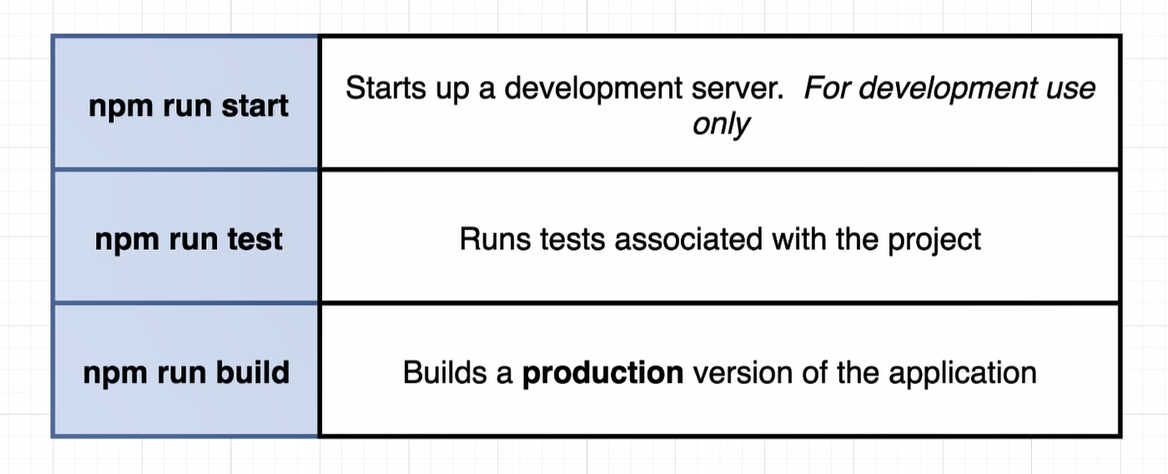 npm run start
Starts up a development server. For development use
only
npm run test
Runs tests associated with the project
npm run build
Builds a production version of the application